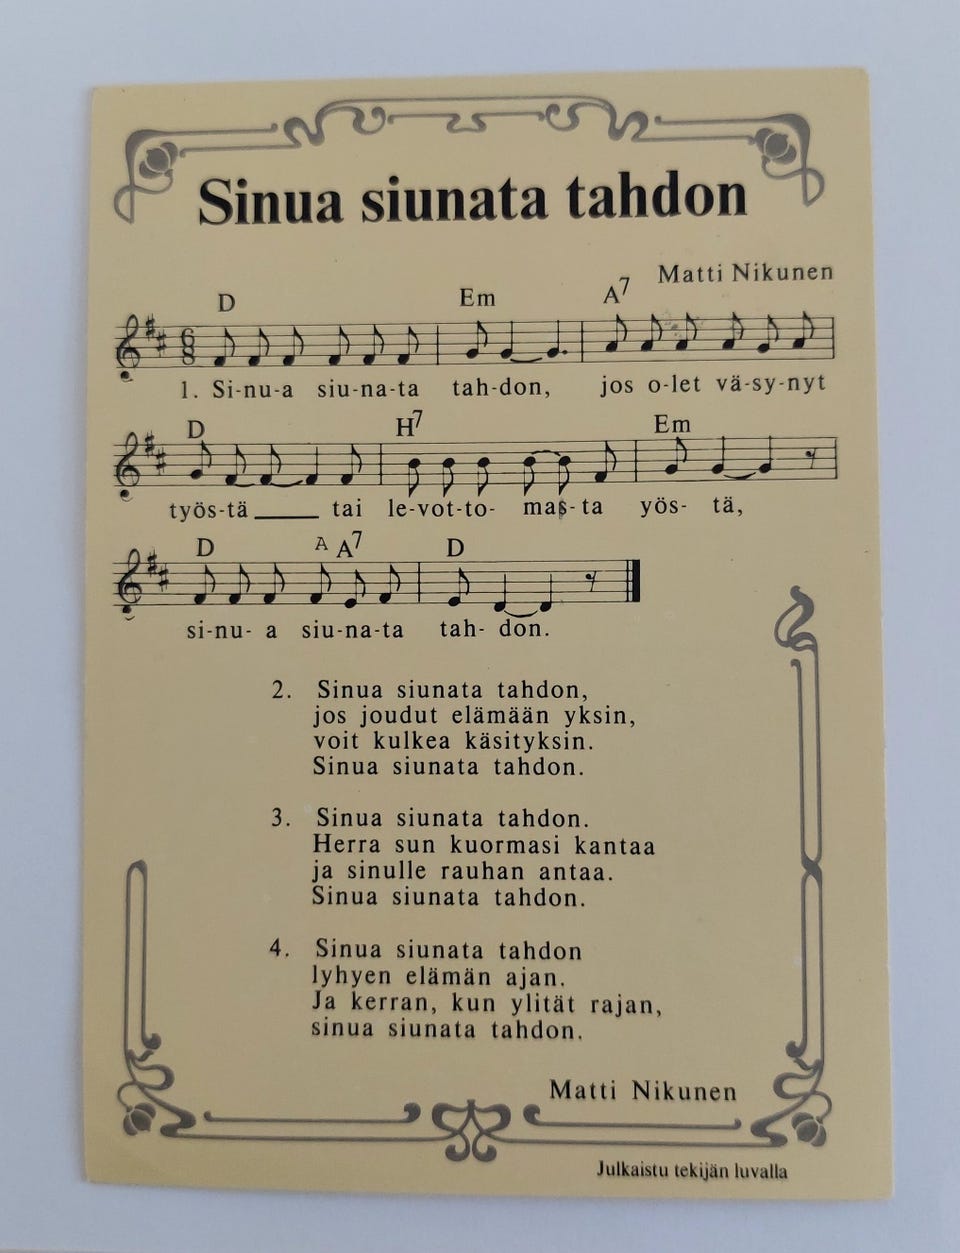 Sinua siunata tahdon
Matti Nikunen
D Em A7
1. Si-nu-a siu-na-ta tah-don, jos o-let vä-sy-nyt
D H7 Em
työs-tä____ tai le-vot-to- mas-ta yös- tä,
D A A7 D
si-nu- a siu-na-ta tah- don.
2. Sinua siunata tahdon,
jos joudut elämään yksin,
voit kulkea käsityksin.
Sinua siunata tahdon.
3. Sinua siunata tahdon.
Herra sun kuormasi kantaa
ja sinulle rauhan antaa.
Sinua siunata tahdon.
4. Sinua siunata tahdon
lyhyen elämän ajan.
Ja kerran, kun ylität rajan,
sinua siunata tahdon.
Matti Nikunen
Julkaistu tekijän luvalla